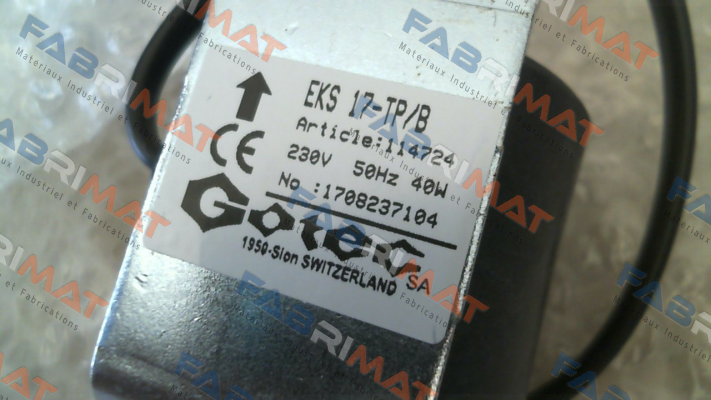 EKS 17-TP/B
Article:114724
230V 50Hz 40W
No :1708237104
CE
Gotec SA
1950-Sion SWITZERLAND
FABRIMAT
Materiaux Industriel et Fabrications